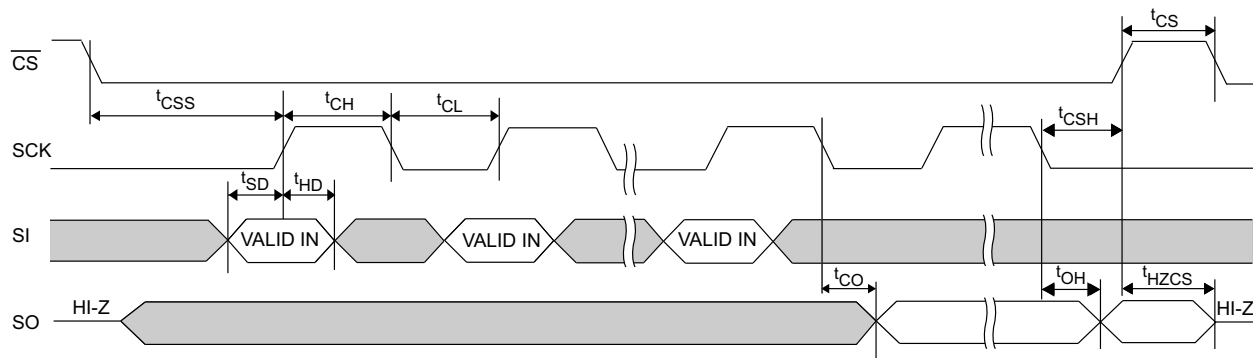 tCS
CS
tCSS
tCH
tCL
tCSH
SCK
tSD
tHD
SI
VALID IN
VALID IN
VALID IN
tCO
tOH
tHZCS
HI-Z
HI-Z
SO